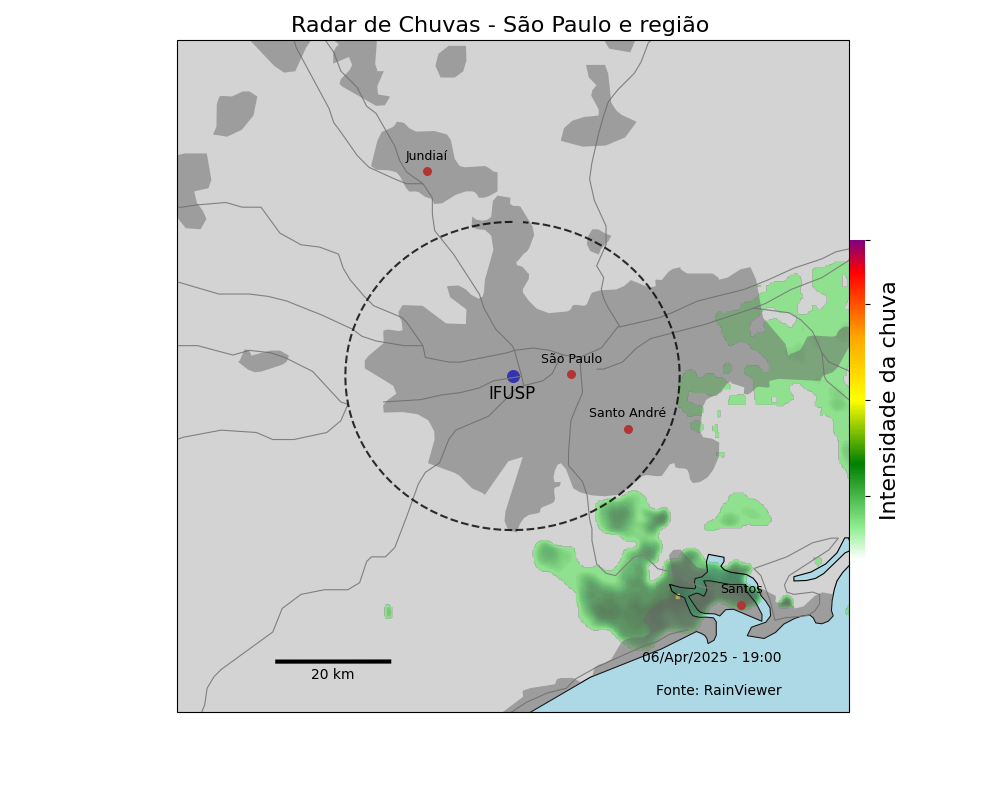 Radar de Chuvas - São Paulo e região
Jundiaí
São Paulo
IFUSP
Santo André
Santos
Intensidade da chuva
20 km
06/Apr/2025 - 19:00
Fonte: RainViewer